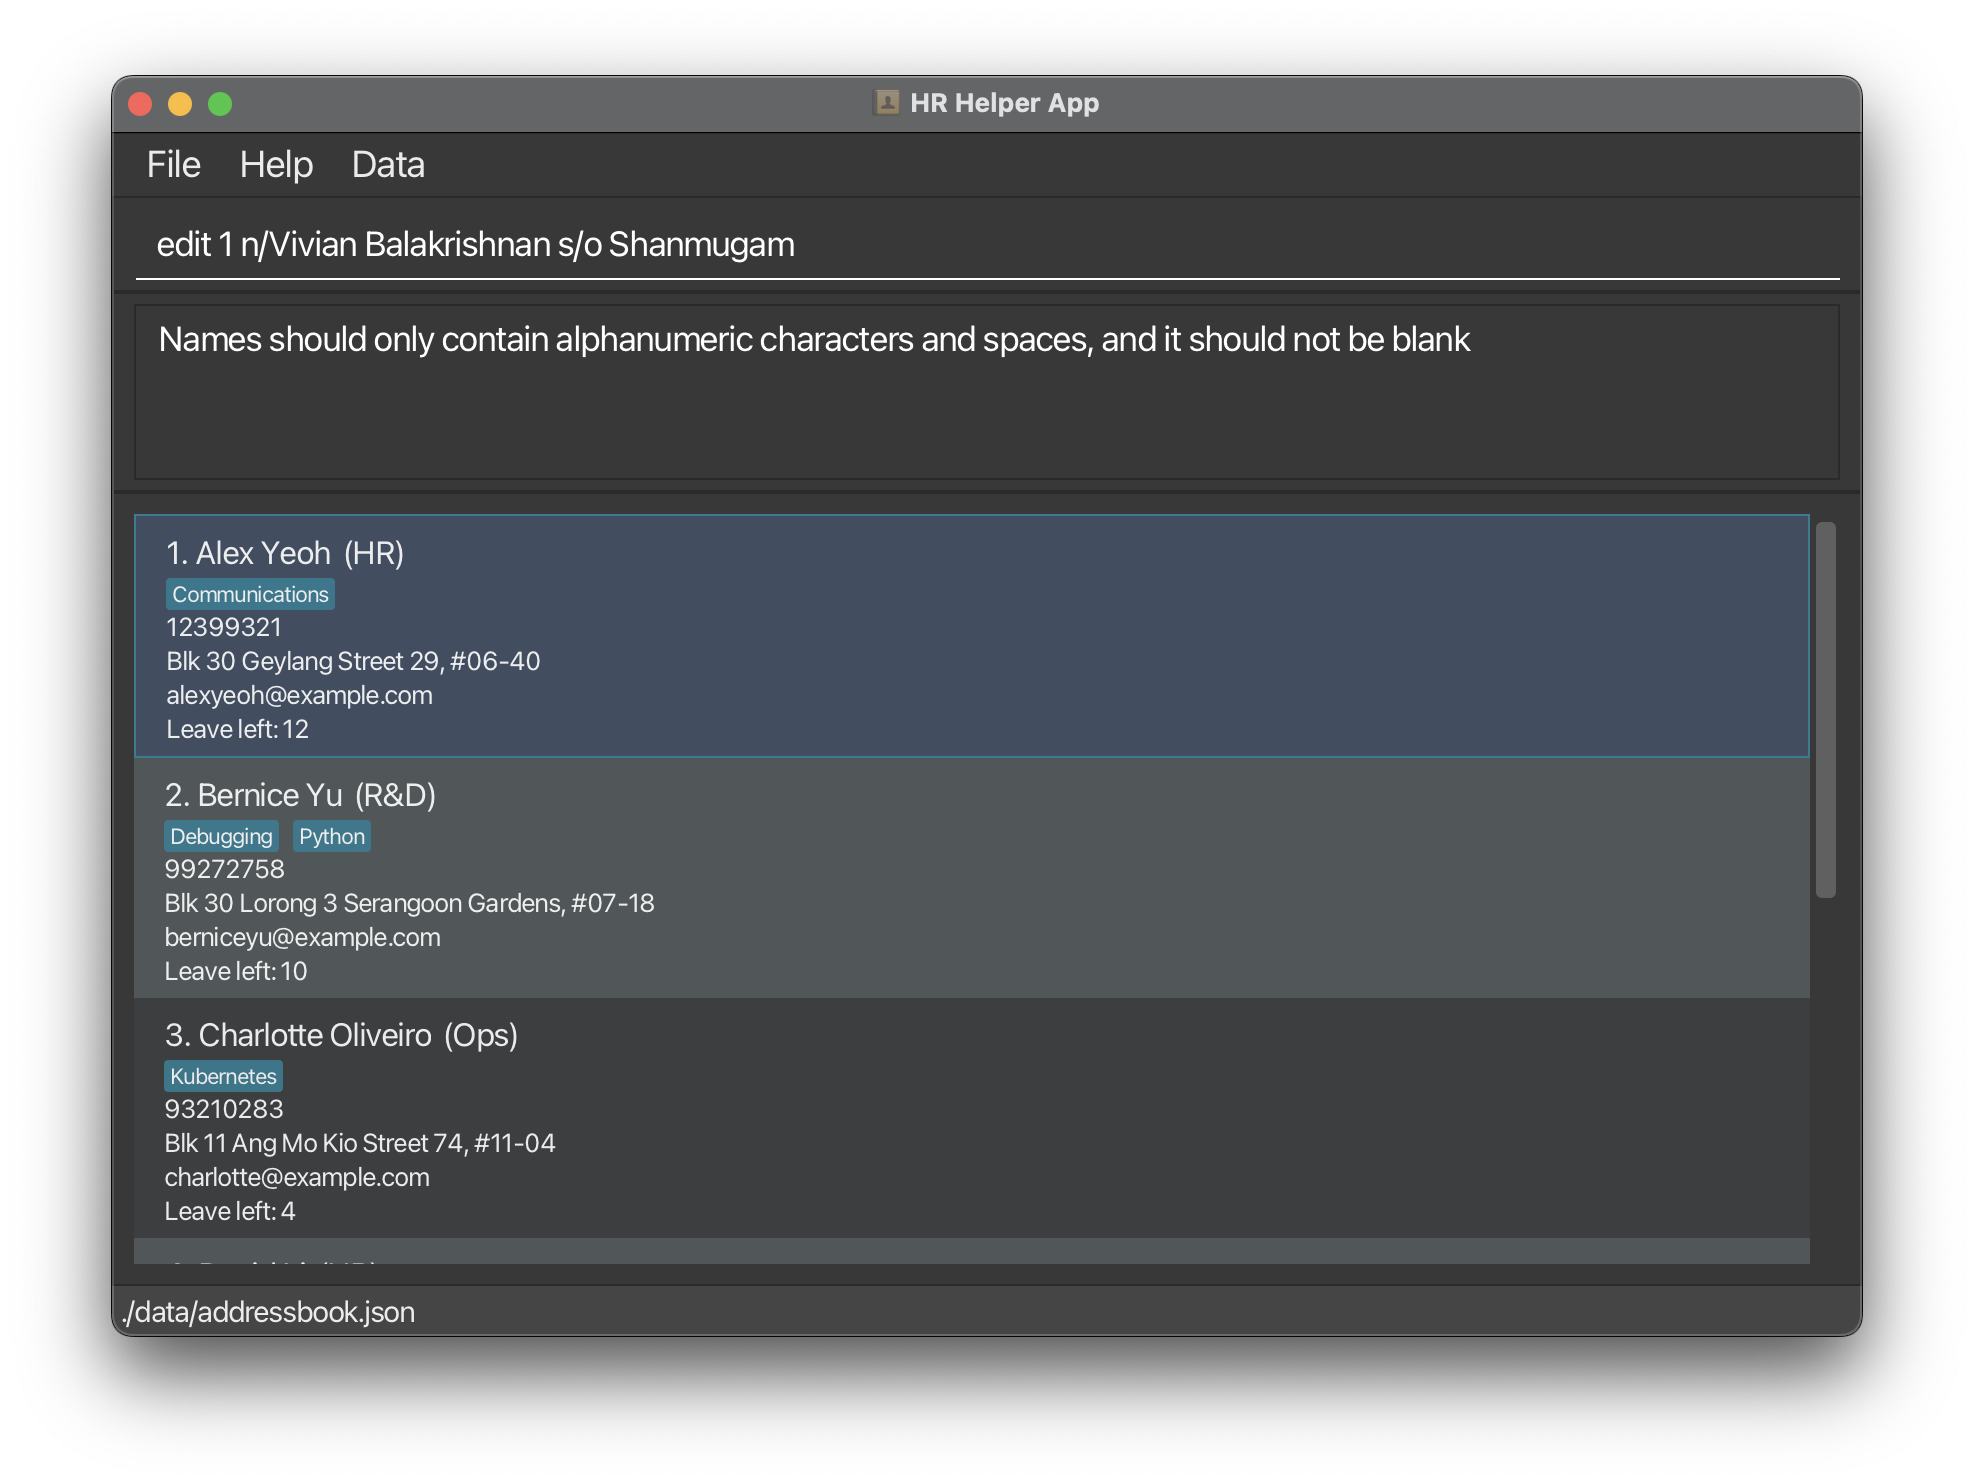 HR Helper App
File Help Data
edit 1 n/Vivian Balakrishnan s/o Shanmugam
Names should only contain alphanumeric characters and spaces, and it should not be blank
1. Alex Yeoh (HR)
Communications
12399321
Blk 30 Geylang Street 29, #06-40
alexyeoh@example.com
Leave left: 12
2. Bernice Yu (R&D)
Debugging Python
99272758
Blk 30 Lorong 3 Serangoon Gardens, #07-18
berniceyu@example.com
Leave left: 10
3. Charlotte Oliveiro (Ops)
Kubernetes
93210283
Blk 11 Ang Mo Kio Street 74, #11-04
charlotte@example.com
Leave left: 4
./data/addressbook.json